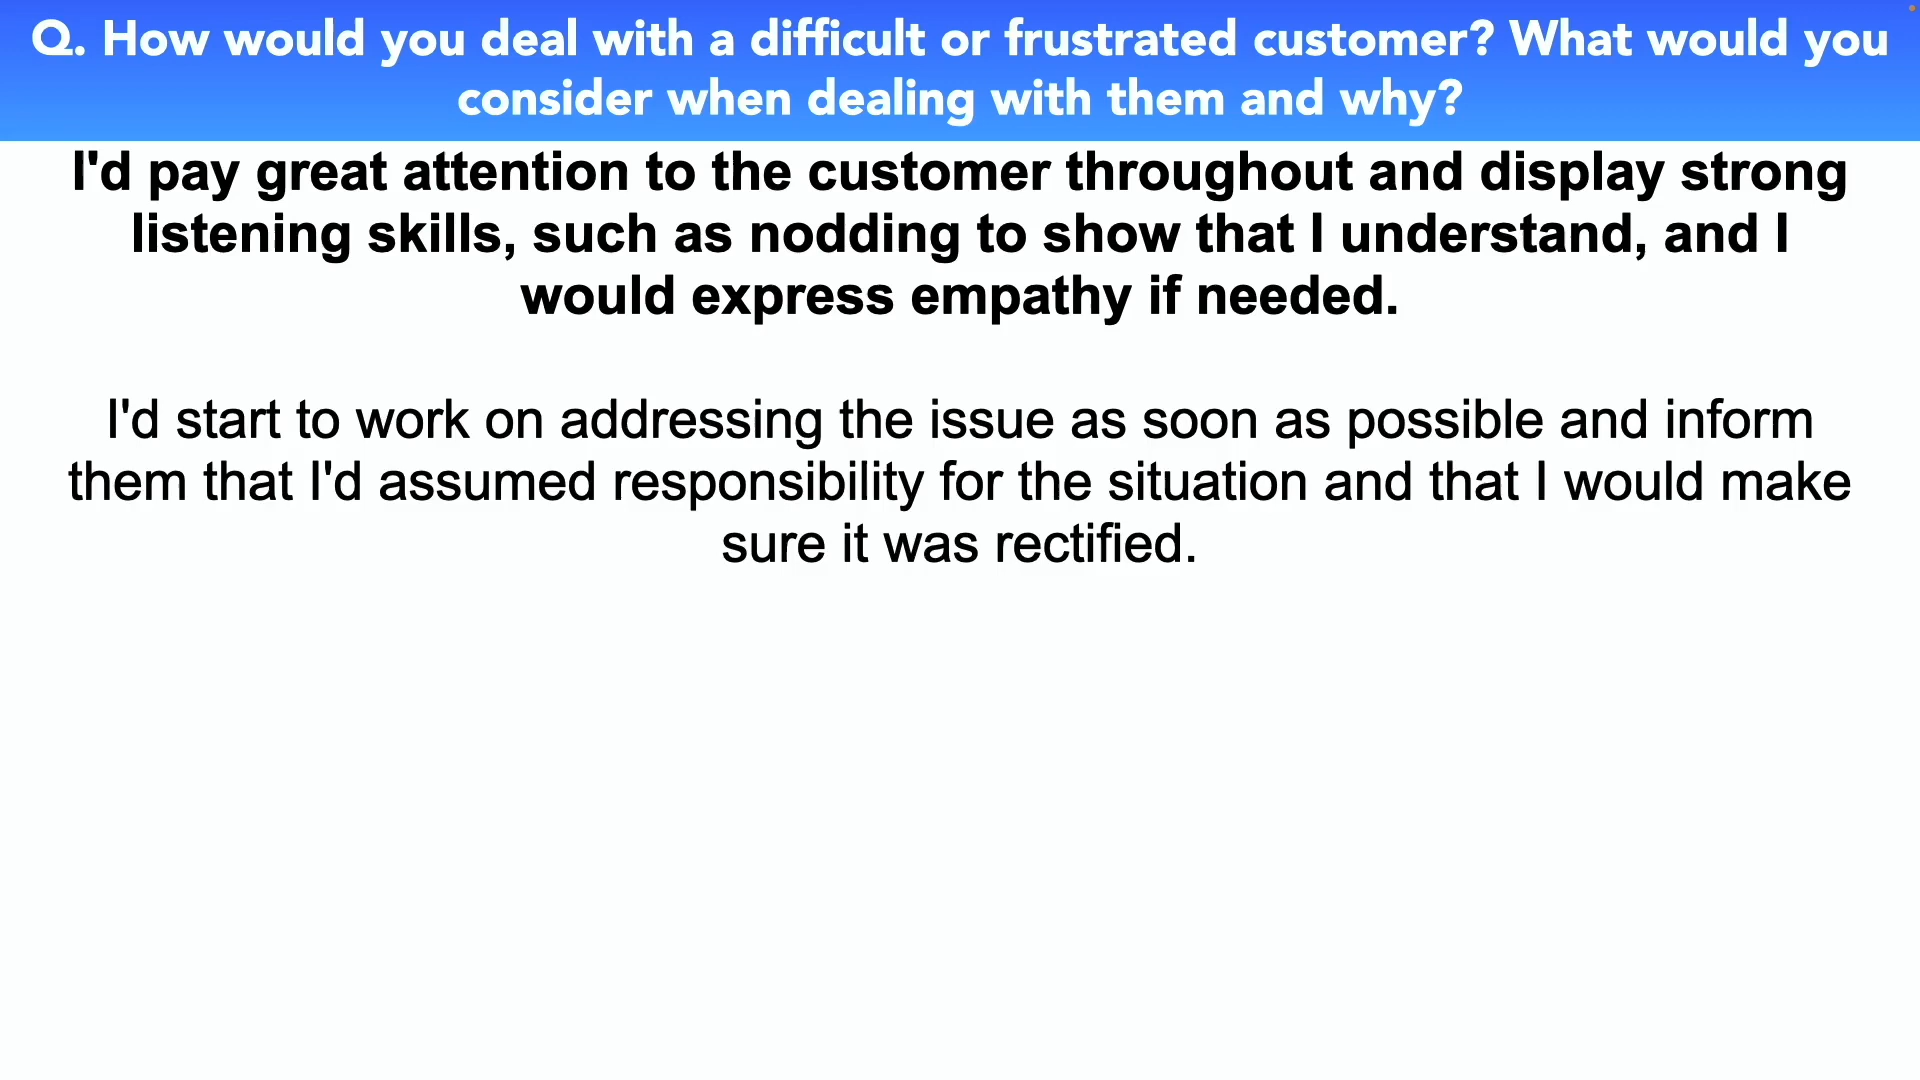 Q. How would you deal with a difficult or frustrated customer? What would you
consider when dealing with them and why?
I'd pay great attention to the customer throughout and display strong
listening skills, such as nodding to show that I understand, and I
would express empathy if needed.
I'd start to work on addressing the issue as soon as possible and inform
them that I'd assumed responsibility for the situation and that I would make
sure it was rectified.